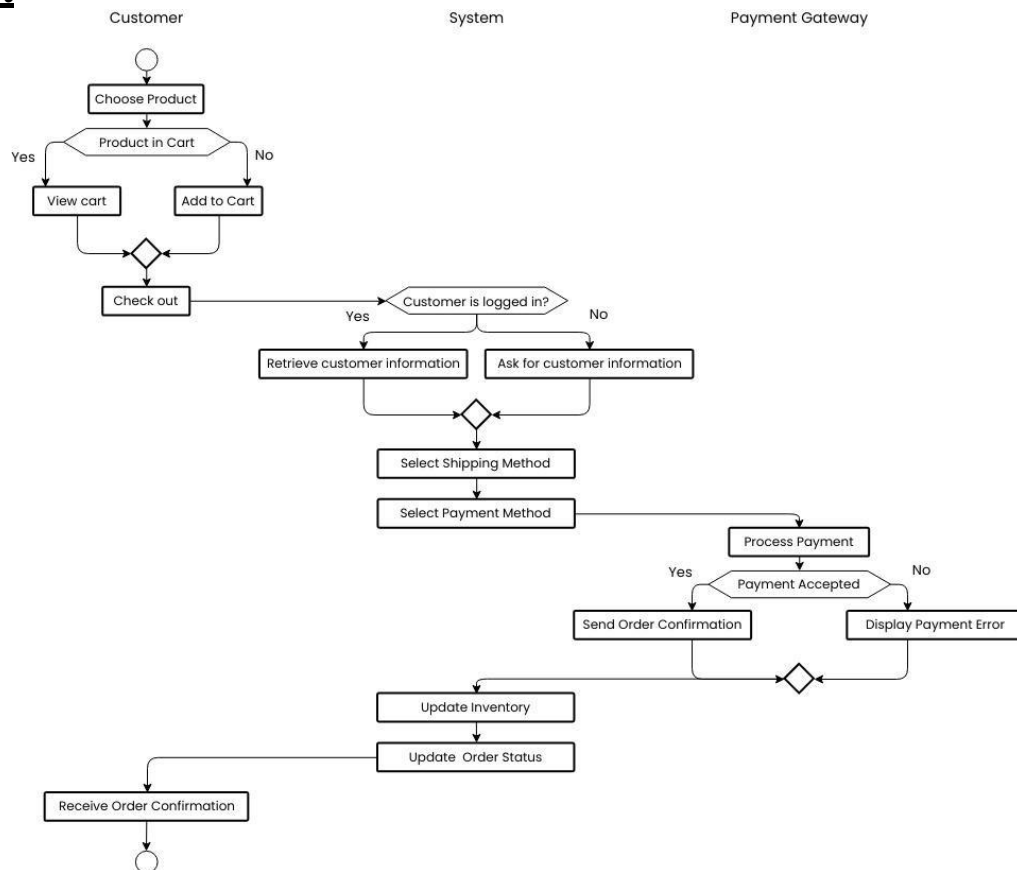 Customer
System
Payment Gateway
Choose Product
Product in Cart
Yes
No
View cart
Add to Cart
Check out
Customer is logged in?
Yes
No
Retrieve customer information
Ask for customer information
Select Shipping Method
Select Payment Method
Process Payment
Payment Accepted
Yes
No
Send Order Confirmation
Display Payment Error
Update Inventory
Update Order Status
Receive Order Confirmation